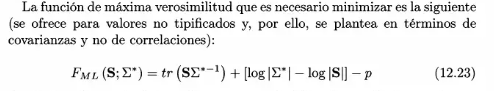 La función de máxima verosimilitud que es necesario minimizar es la siguiente
(se ofrece para valores no tipificados y, por ello, se plantea en términos de
covarianzas y no de correlaciones):
F_{ML} (S; Σ*) = tr (SΣ*⁻¹) + [log |Σ*| − log |S|] − p (12.23)